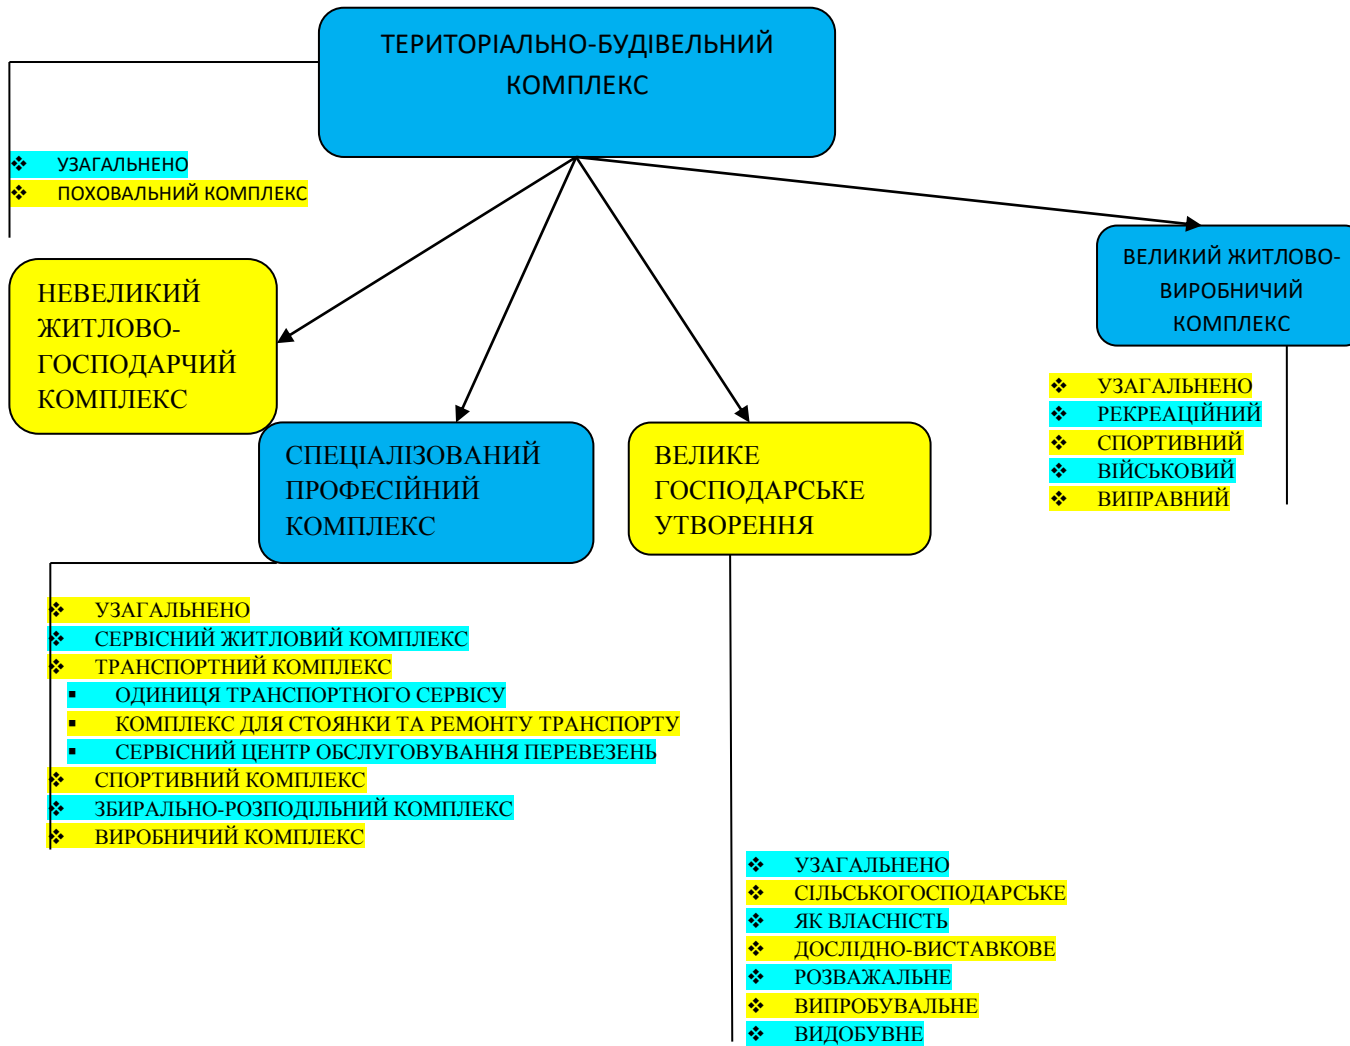 ТЕРИТОРІАЛЬНО-БУДІВЕЛЬНИЙ
КОМПЛЕКС
❖ УЗАГАЛЬНЕНО
❖ ПОХОВАЛЬНИЙ КОМПЛЕКС
НЕВЕЛИКИЙ
ЖИТЛОВО-
ГОСПОДАРЧИЙ
КОМПЛЕКС
СПЕЦІАЛІЗОВАНИЙ
ПРОФЕСІЙНИЙ
КОМПЛЕКС
❖ УЗАГАЛЬНЕНО
❖ СЕРВІСНИЙ ЖИТЛОВИЙ КОМПЛЕКС
❖ ТРАНСПОРТНИЙ КОМПЛЕКС
▪ ОДИНИЦЯ ТРАНСПОРТНОГО СЕРВІСУ
▪ КОМПЛЕКС ДЛЯ СТОЯНКИ ТА РЕМОНТУ ТРАНСПОРТУ
▪ СЕРВІСНИЙ ЦЕНТР ОБСЛУГОВУВАННЯ ПЕРЕВЕЗЕНЬ
❖ СПОРТИВНИЙ КОМПЛЕКС
❖ ЗБИРАЛЬНО-РОЗПОДІЛЬНИЙ КОМПЛЕКС
❖ ВИРОБНИЧИЙ КОМПЛЕКС
ВЕЛИКЕ
ГОСПОДАРСЬКЕ
УТВОРЕННЯ
❖ УЗАГАЛЬНЕНО
❖ СІЛЬСЬКОГОСПОДАРСЬКЕ
❖ ЯК ВЛАСНІСТЬ
❖ ДОСЛІДНО-ВИСТАВКОВЕ
❖ РОЗВАЖАЛЬНЕ
❖ ВИПРОБУВАЛЬНЕ
❖ ВИДОБУВНЕ
ВЕЛИКИЙ ЖИТЛОВО-
ВИРОБНИЧИЙ
КОМПЛЕКС
❖ УЗАГАЛЬНЕНО
❖ РЕКРЕАЦІЙНИЙ
❖ СПОРТИВНИЙ
❖ ВІЙСЬКОВИЙ
❖ ВИПРАВНИЙ